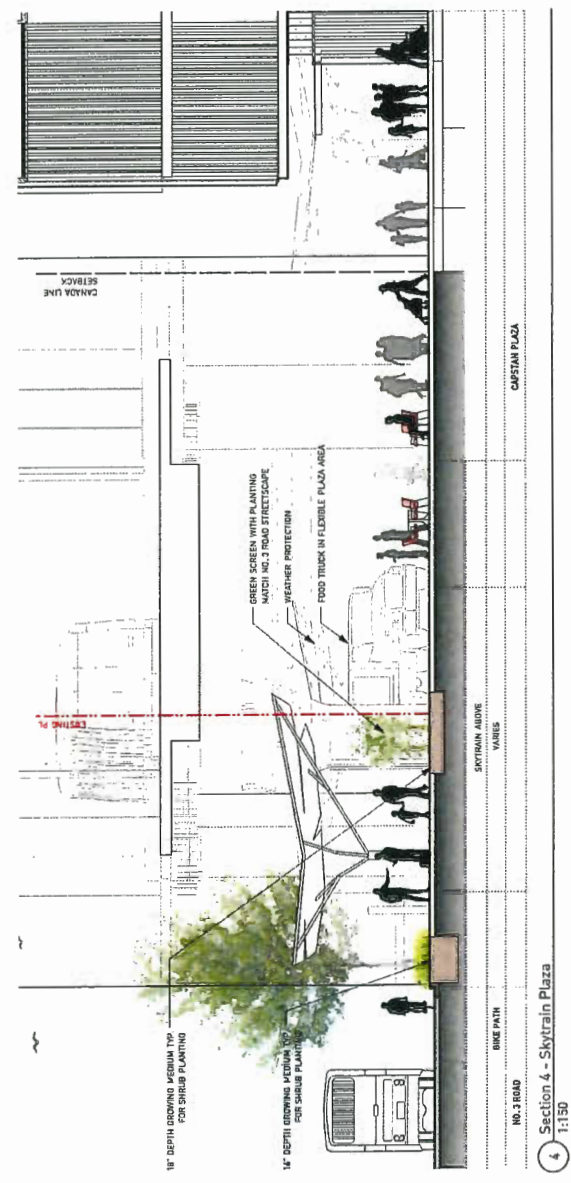 CANADA LINE
SETBACK
EXISTING PL
GREEN SCREEN WITH PLANTING
MATCH NO. 3 ROAD STREETSCAPE
WEATHER PROTECTION
FOOD TRUCK IN FLEXIBLE PLAZA AREA
18" DEPTH GROWING MEDIUM TYP.
FOR SHRUB PLANTING
16" DEPTH GROWING MEDIUM TYP.
FOR SHRUB PLANTING
SKYTRAIN ABOVE
BIKE PATH
VARIES
NO. 3 ROAD
CAPSTAN PLAZA
4
Section 4 - Skytrain Plaza
1:150